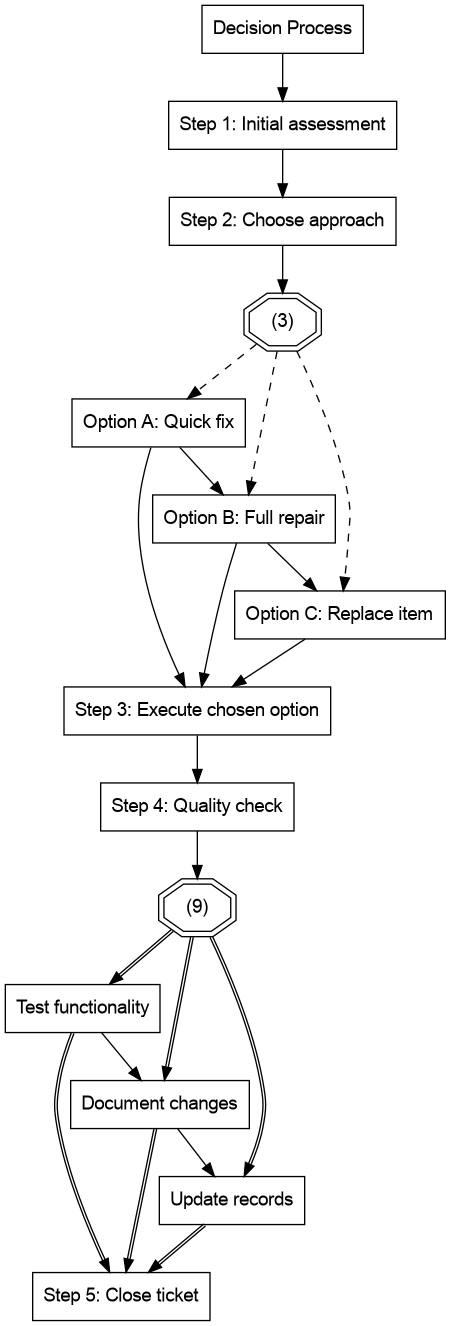 Decision Process
Step 1: Initial assessment
Step 2: Choose approach
(3)
Option A: Quick fix
Option B: Full repair
Option C: Replace item
Step 3: Execute chosen option
Step 4: Quality check
(9)
Test functionality
Document changes
Update records
Step 5: Close ticket